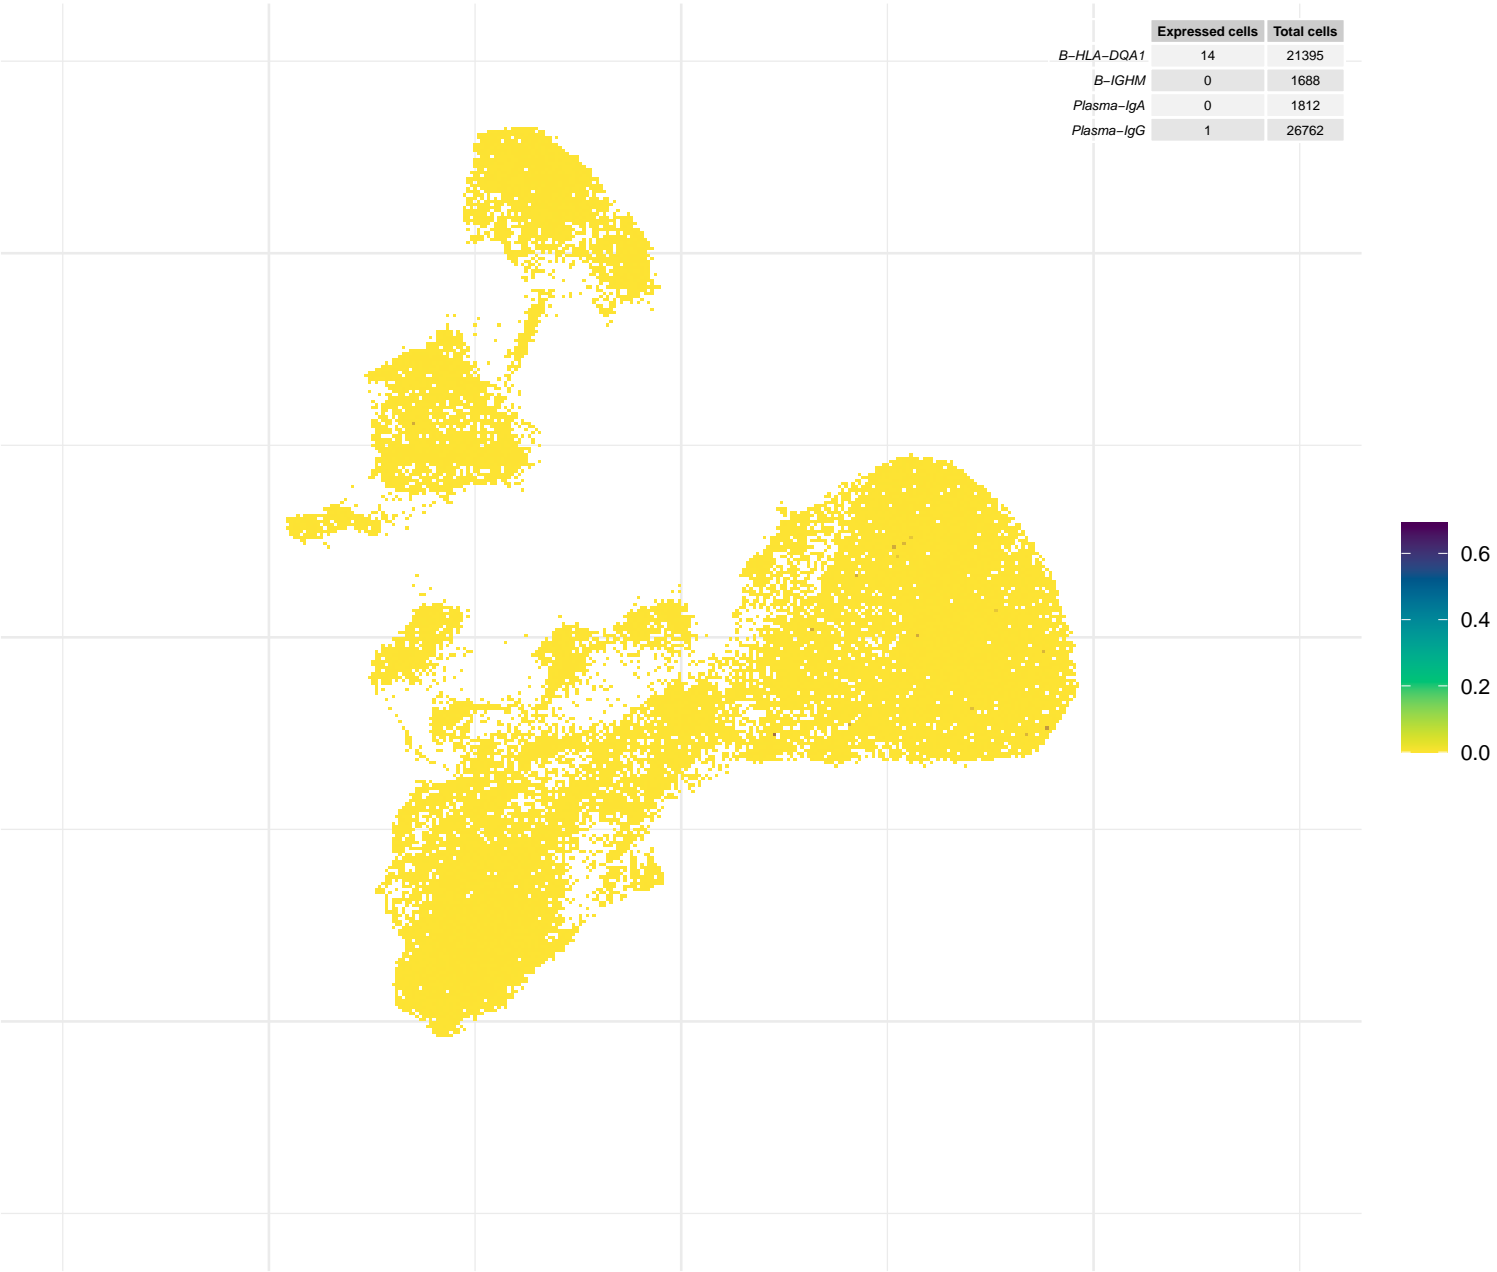 Expressed cells Total cells
B−HLA−DQA1 14 21395
B−IGHM 0 1688
Plasma−IgA 0 1812
Plasma−IgG 1 26762
0.6
0.4
0.2
0.0